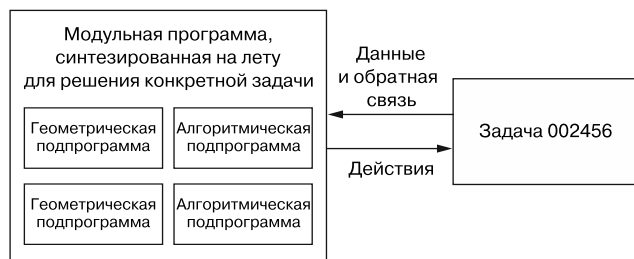 Модульная программа,
синтезированная на лету
для решения конкретной задачи
Геометрическая
подпрограмма
Алгоритмическая
подпрограмма
Геометрическая
подпрограмма
Алгоритмическая
подпрограмма
Данные
и обратная
связь
Действия
Задача 002456